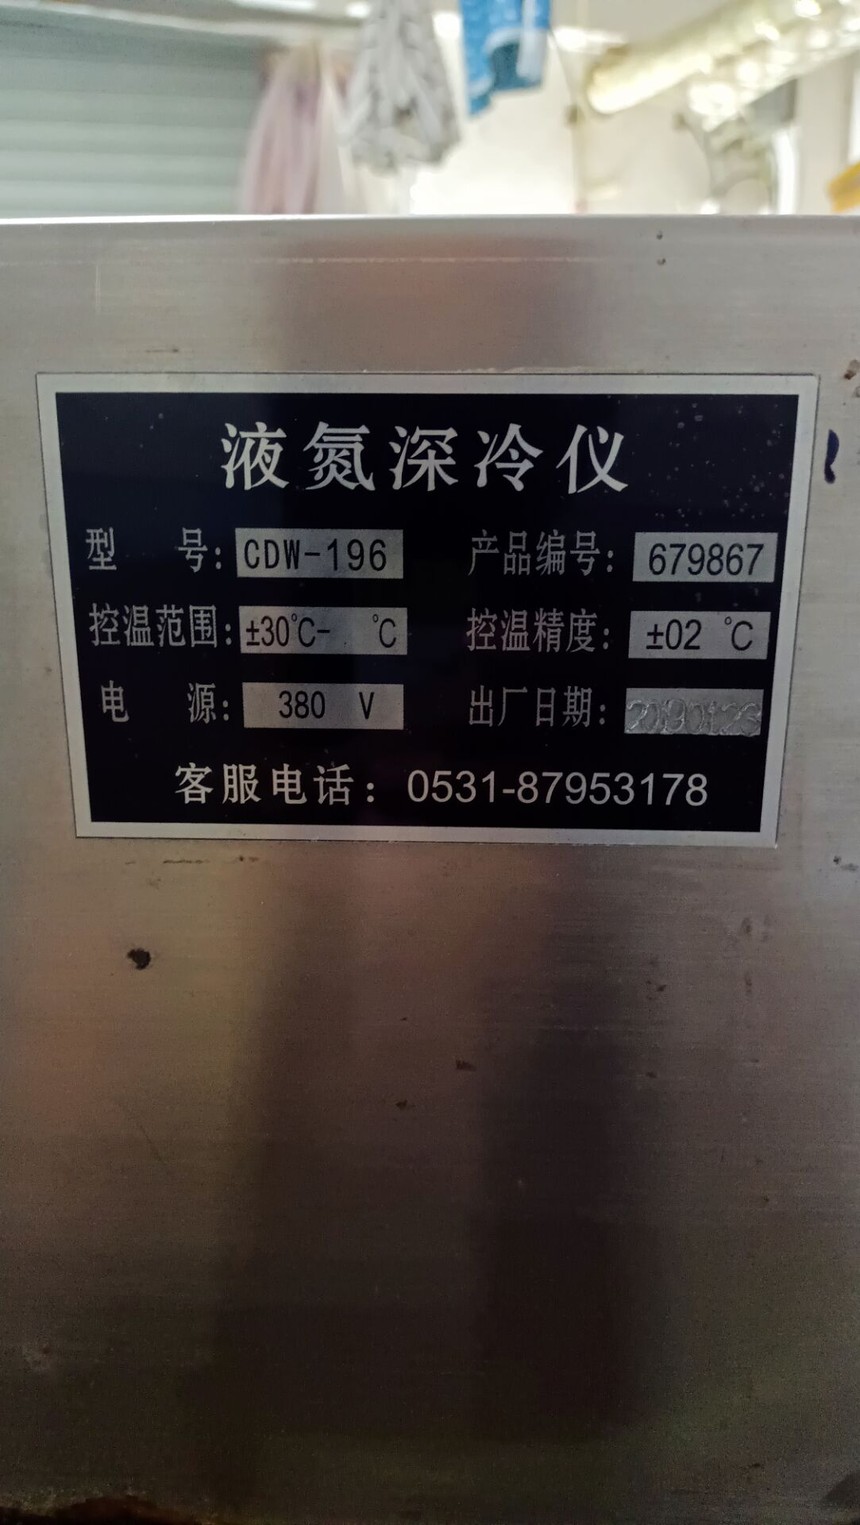 液氮深冷仪
型 号: CDW-196 产品编号: 679867
控温范围: ±30℃- ℃ 控温精度: ±02 ℃
电 源: 380 V 出厂日期:
客服电话: 0531-87953178